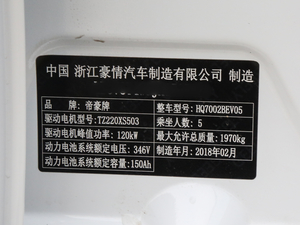 中国 浙江豪情汽车制造有限公司 制造
品牌：帝豪牌 整车型号：HQ7002BEV05
驱动电机型号：TZ220XS503 乘坐人数：5
驱动电机峰值功率：120kW 最大允许总质量：1970kg
动力电池系统额定电压：346V 制造年月：2018年02月
动力电池系统额定容量：150Ah